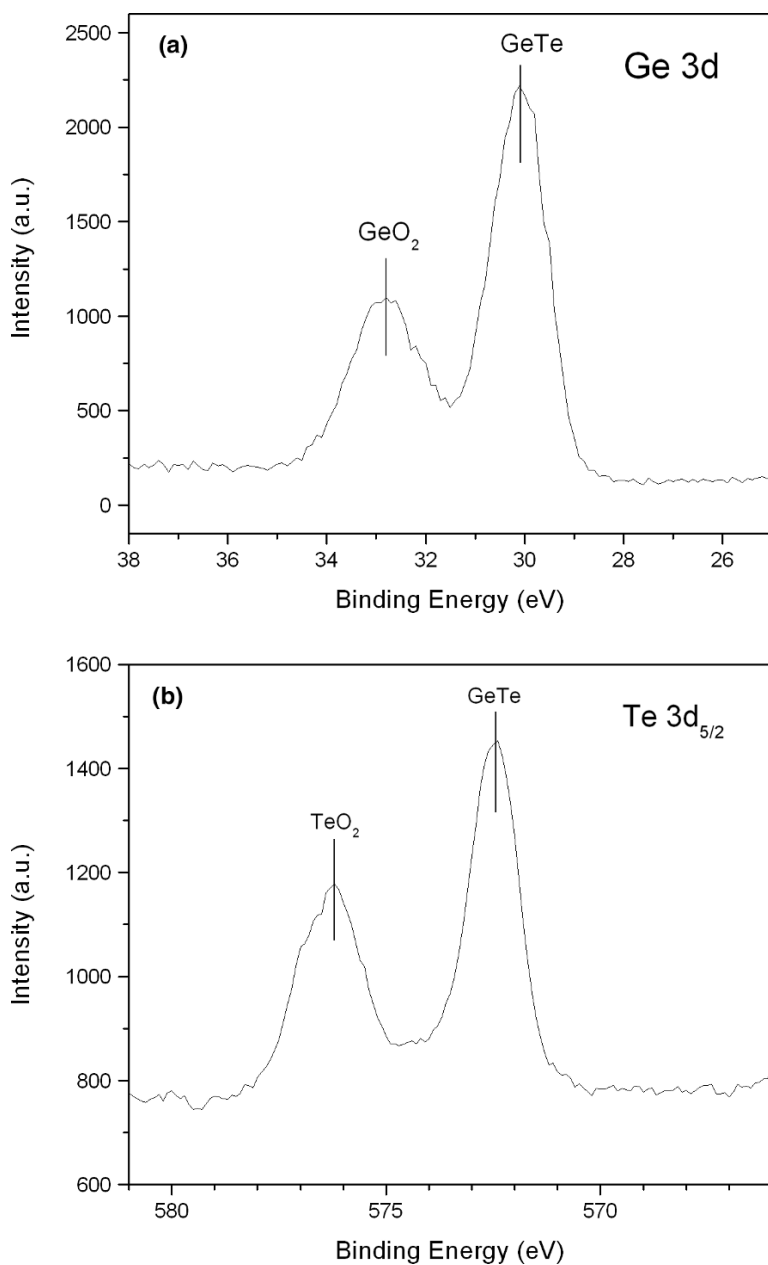 (a)
GeTe
Ge 3d
GeO₂
Intensity (a.u.)
2500
2000
1500
1000
500
0
38 36 34 32 30 28 26
Binding Energy (eV)
(b)
GeTe
Te 3d₅/₂
TeO₂
Intensity (a.u.)
1600
1400
1200
1000
800
600
580 575 570
Binding Energy (eV)